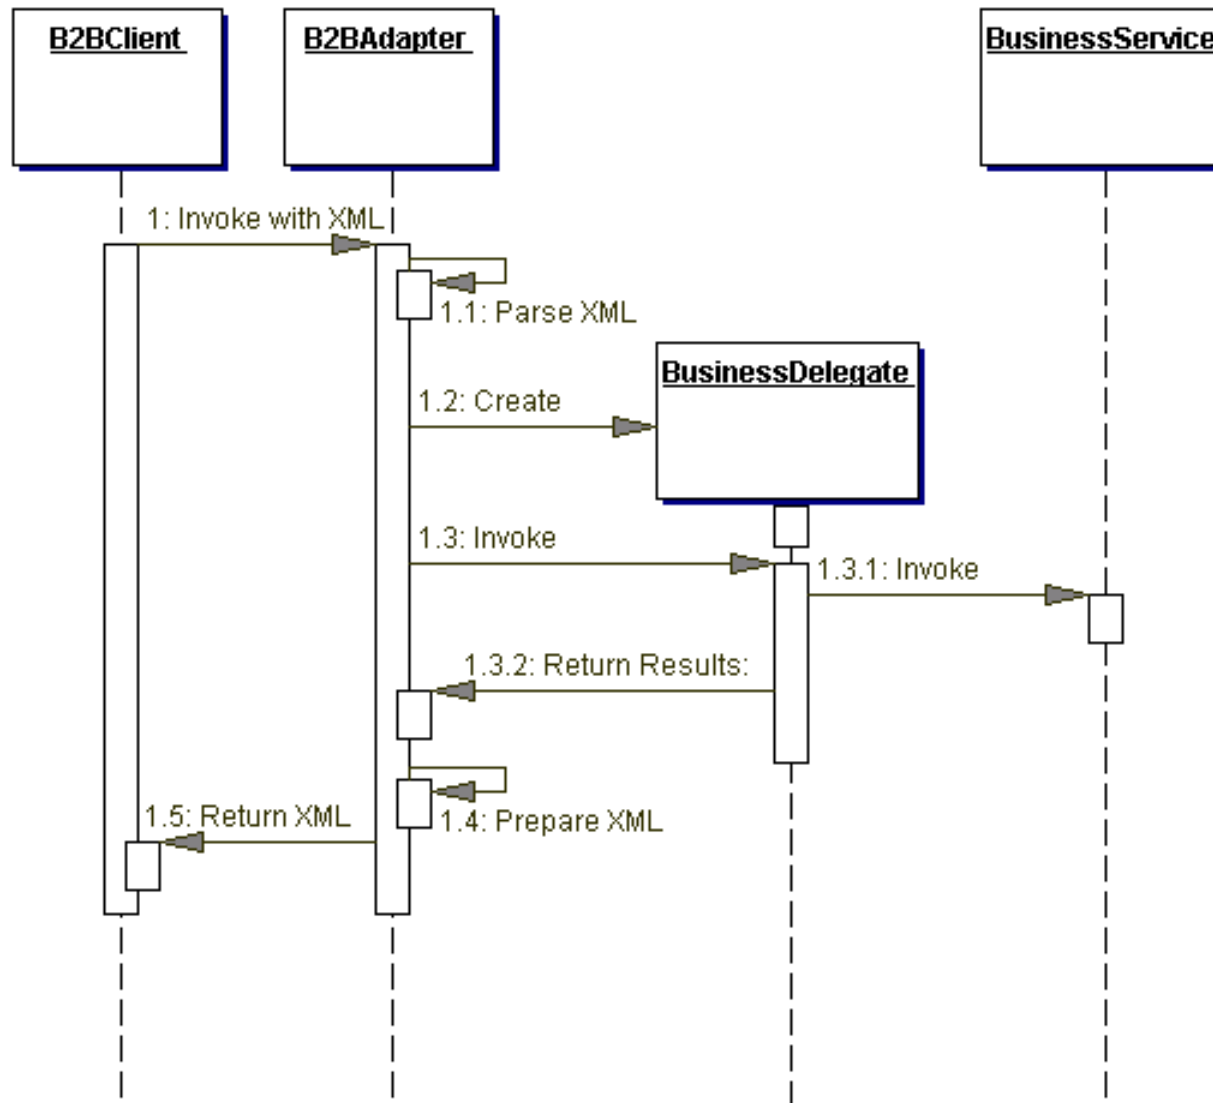 B2BClient
B2BAdapter
BusinessService
1: Invoke with XML
1.1: Parse XML
BusinessDelegate
1.2: Create
1.3: Invoke
1.3.1: Invoke
1.3.2: Return Results:
1.5: Return XML
1.4: Prepare XML